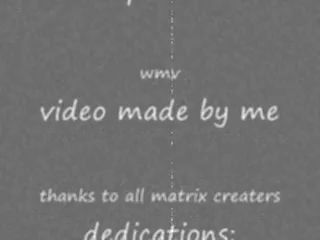 wmv
video made by me
thanks to all matrix creaters
dedications: